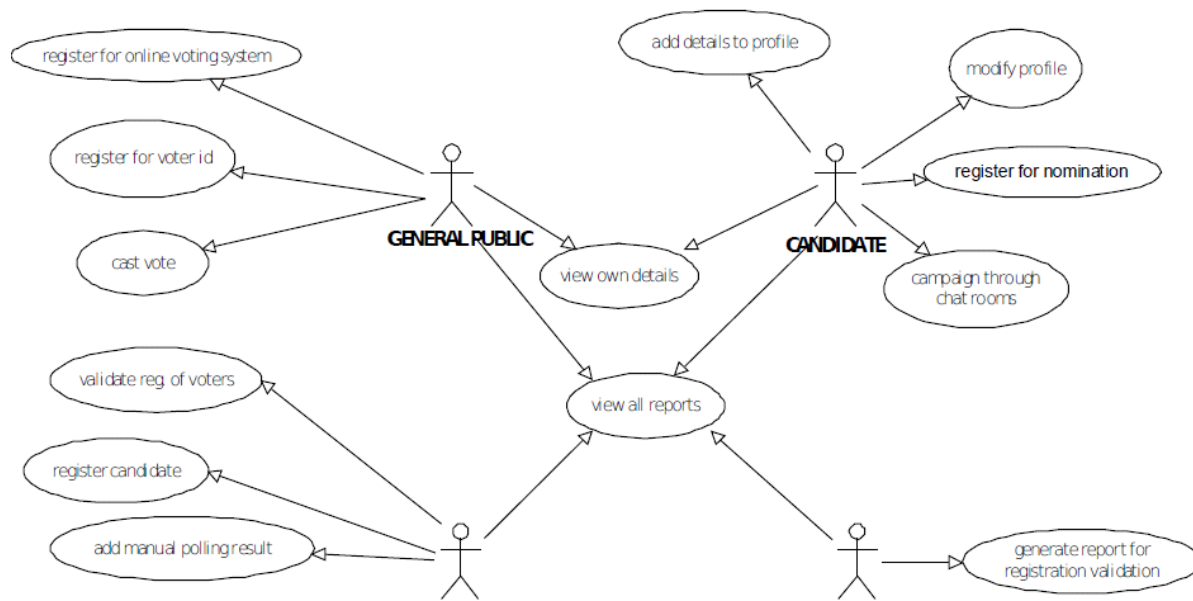 register for online voting system
add details to profile
modify profile
register for voter id
register for nomination
GENERAL PUBLIC
CANDIDATE
cast vote
view own details
campaign through
chat rooms
validate reg. of voters
view all reports
register candidate
add manual polling result
generate report for
registration validation